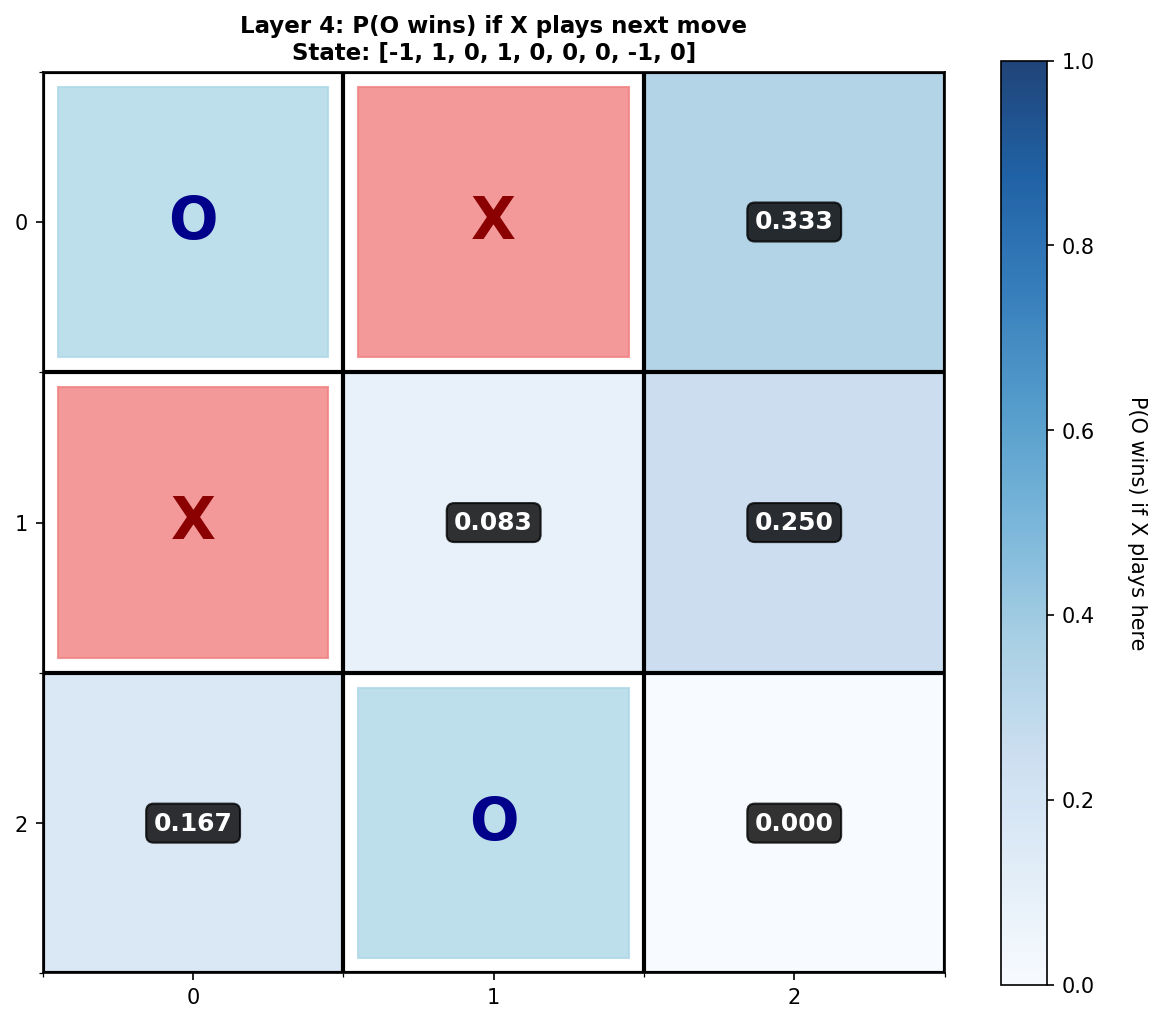 Layer 4: P(O wins) if X plays next move
State: [-1, 1, 0, 1, 0, 0, 0, -1, 0]
O
X
0.333
X
0.083
0.250
0.167
O
0.000
0
1
2
0
1
2
1.0
0.8
0.6
0.4
0.2
0.0
P(O wins) if X plays here